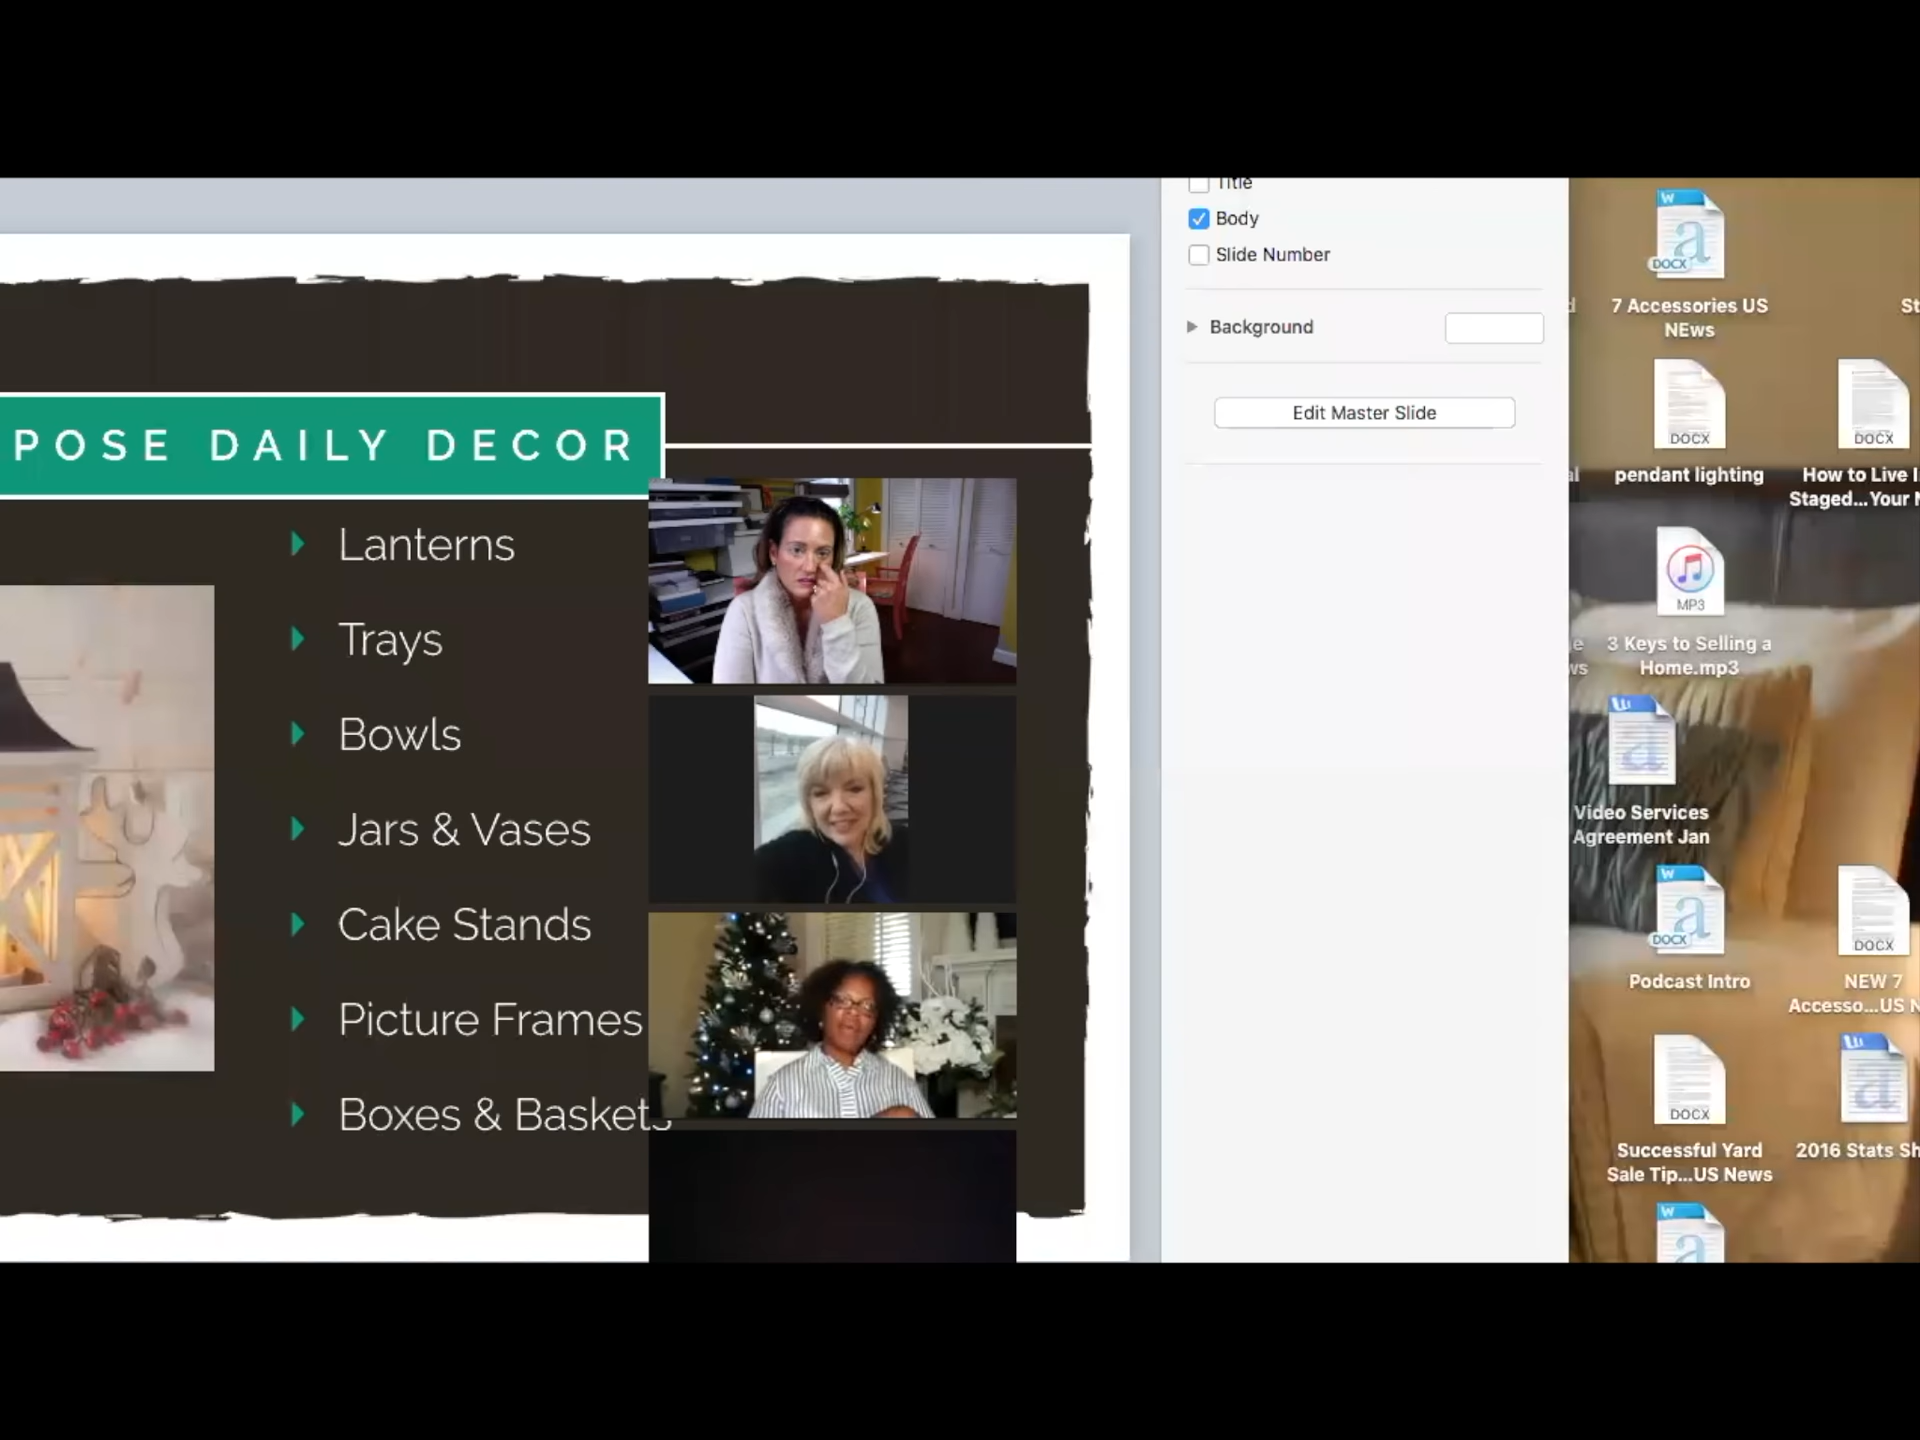 POSE DAILY DECOR
Lanterns
Trays
Bowls
Jars & Vases
Cake Stands
Picture Frames
Boxes & Baskets
Title
Body
Slide Number
Background
Edit Master Slide
W
a
DOCX
7 Accessories US
NEws
St
DOCX
pendant lighting
DOCX
How to Live I
Staged...Your
MP3
3 Keys to Selling a
Home.mp3
W
a
Video Services
Agreement Jan
W
a
DOCX
Podcast Intro
DOCX
NEW 7
Accesso...US N
DOCX
Successful Yard
Sale Tip...US News
W
a
2016 Stats Sh
W
a